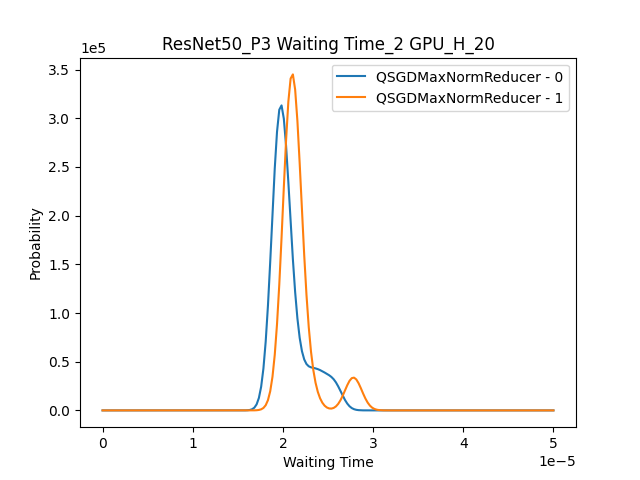 ResNet50_P3 Waiting Time_2 GPU_H_20
1e5
QSGDMaxNormReducer - 0
QSGDMaxNormReducer - 1
3.5
3.0
2.5
2.0
1.5
1.0
0.5
0.0
Probability
0 1 2 3 4 5
1e−5
Waiting Time